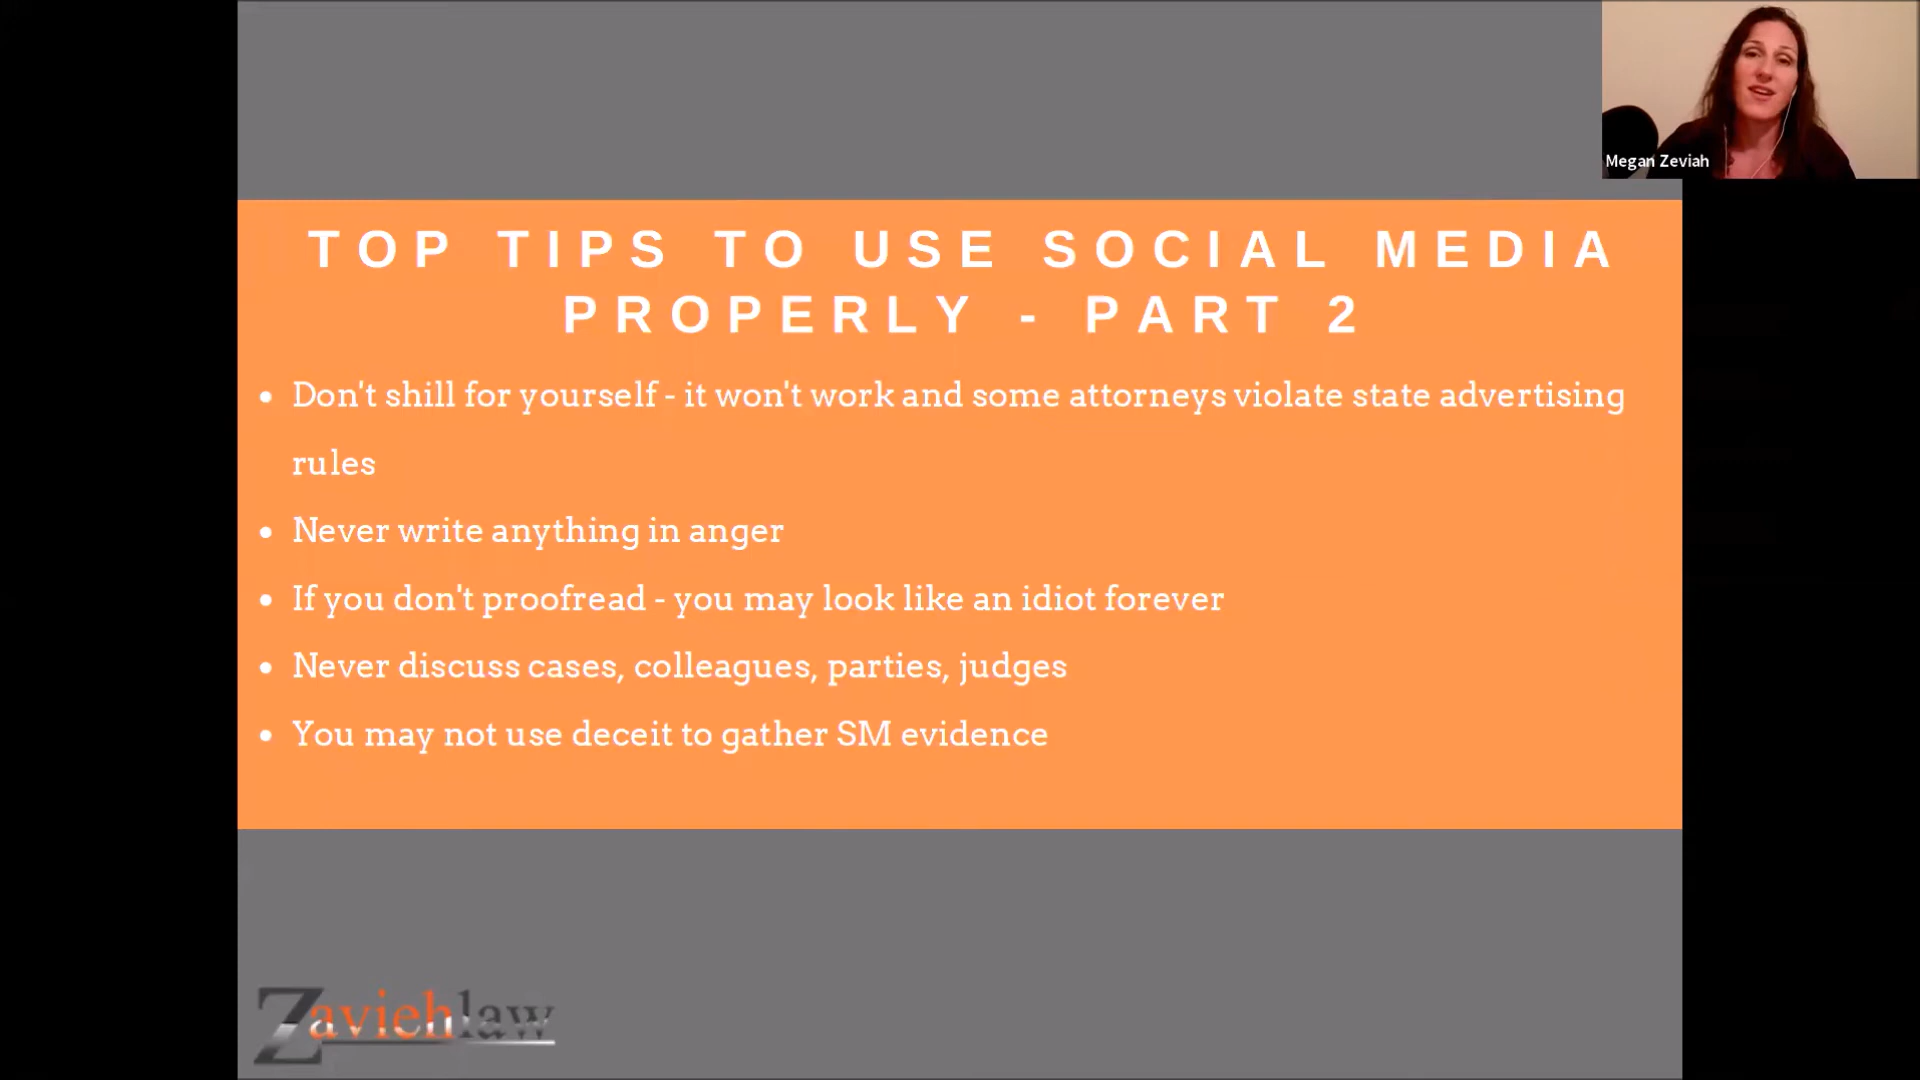 Megan Zeviah
TOP TIPS TO USE SOCIAL MEDIA
PROPERLY - PART 2
• Don't shill for yourself - it won't work and some attorneys violate state advertising
rules
• Never write anything in anger
• If you don't proofread - you may look like an idiot forever
• Never discuss cases, colleagues, parties, judges
• You may not use deceit to gather SM evidence
Zaviehlaw